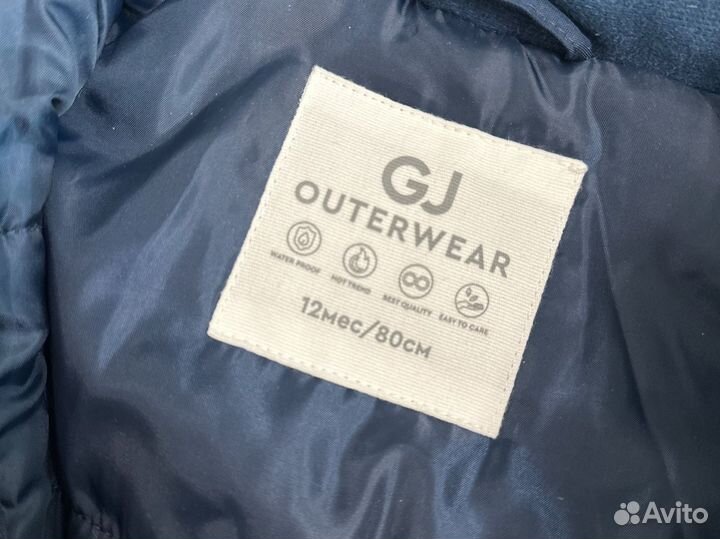 GJ
OUTERWEAR
WATER PROOF HOT TREND BEST QUALITY EASY TO CARE
12мес/80см
Avito